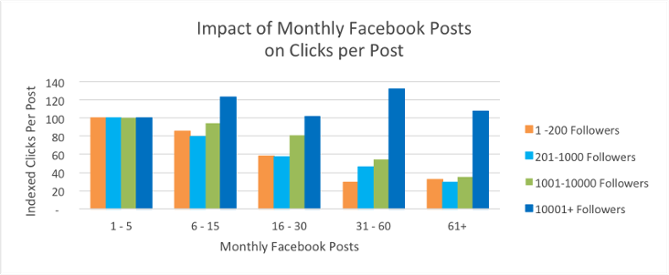 Impact of Monthly Facebook Posts
on Clicks per Post
Indexed Clicks Per Post
140
120
100
80
60
40
20
-
1 - 5
6 - 15
16 - 30
31 - 60
61+
Monthly Facebook Posts
1 -200 Followers
201-1000 Followers
1001-10000 Followers
10001+ Followers